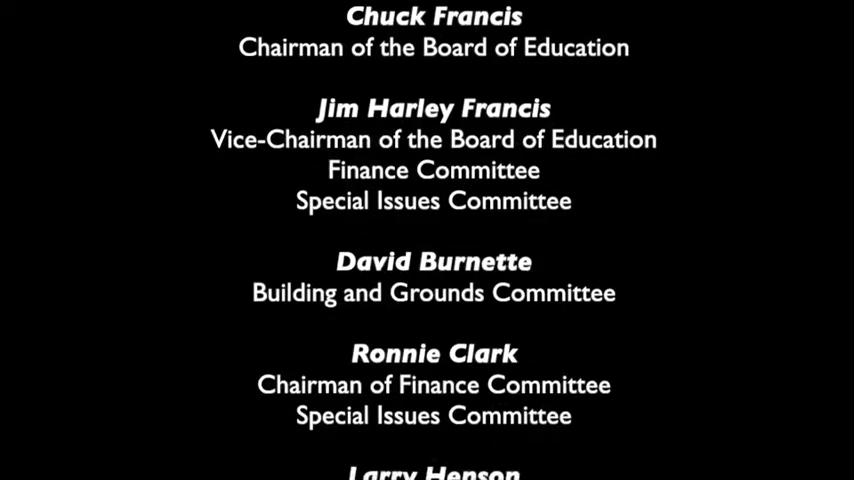 Chuck Francis
Chairman of the Board of Education
Jim Harley Francis
Vice-Chairman of the Board of Education
Finance Committee
Special Issues Committee
David Burnette
Building and Grounds Committee
Ronnie Clark
Chairman of Finance Committee
Special Issues Committee
Larry Henson